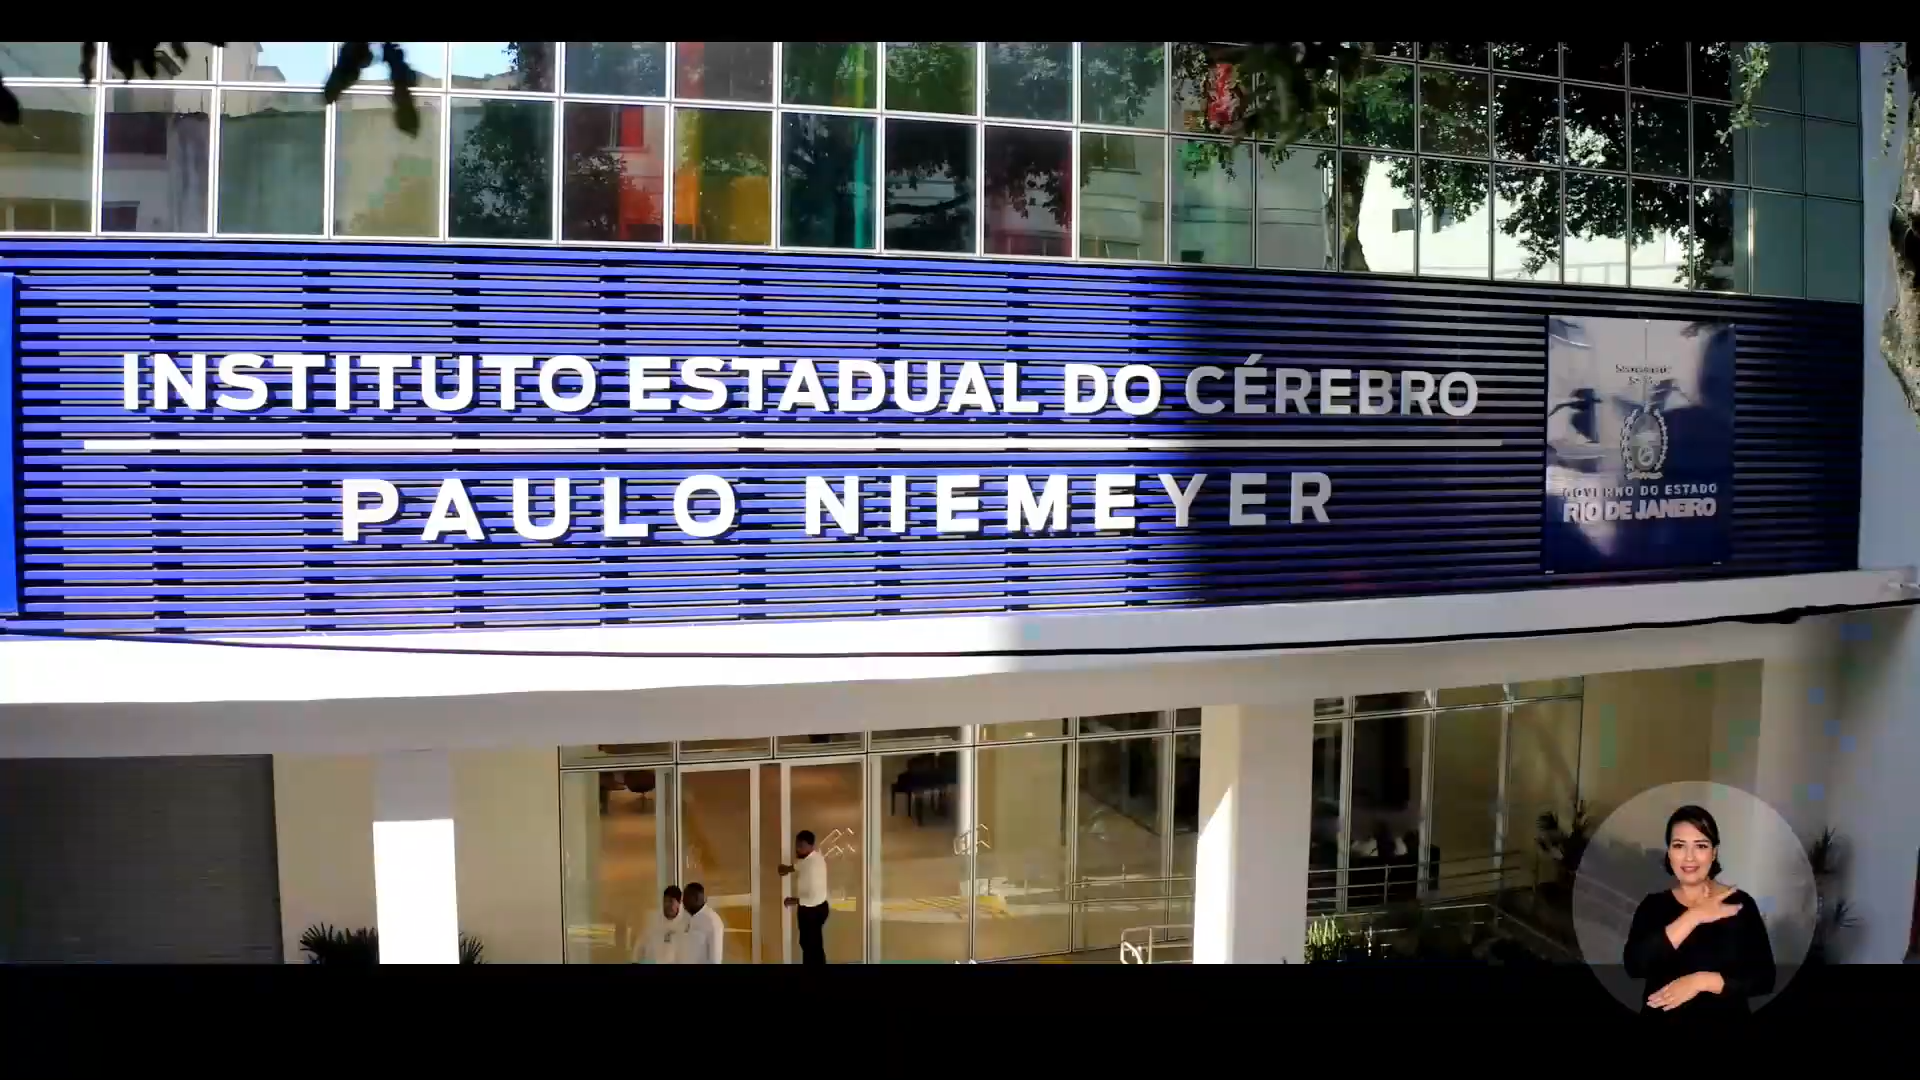 INSTITUTO ESTADUAL DO CÉREBRO
PAULO NIEMEYER
GOVERNO DO ESTADO
RIO DE JANEIRO